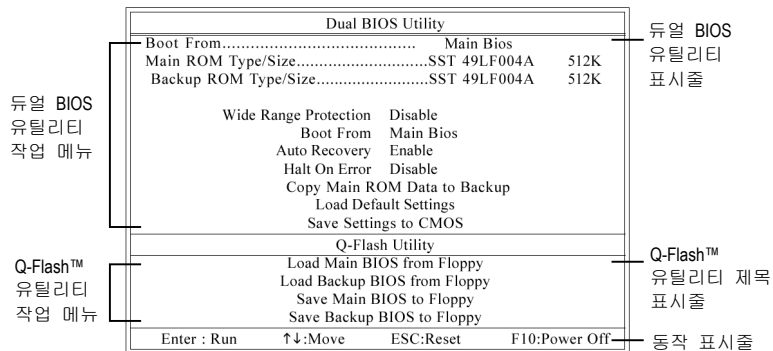 Dual BIOS Utility
Boot From.......................................... Main Bios
Main ROM Type/Size............................SST 49LF004A 512K
Backup ROM Type/Size........................SST 49LF004A 512K
Wide Range Protection Disable
Boot From Main Bios
Auto Recovery Enable
Halt On Error Disable
Copy Main ROM Data to Backup
Load Default Settings
Save Settings to CMOS
Q-Flash Utility
Load Main BIOS from Floppy
Load Backup BIOS from Floppy
Save Main BIOS to Floppy
Save Backup BIOS to Floppy
Enter : Run ↑↓:Move ESC:Reset F10:Power Off
듀얼 BIOS
유틸리티
작업 메뉴
Q-Flash™
유틸리티
작업 메뉴
듀얼 BIOS
유틸리티
표시줄
Q-Flash™
유틸리티 제목
표시줄
동작 표시줄